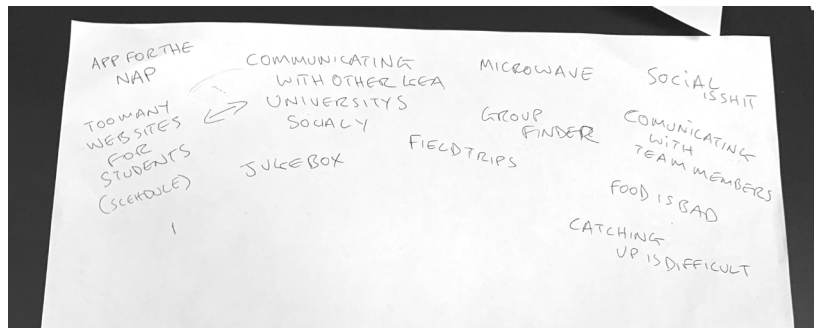 APP FOR THE
NAP
TOO MANY
WEBSITES
FOR
STUDENTS
(SCEHDULE)
COMMUNICATING
WITH OTHER KEA
UNIVERSITYS
SOCIALY
JUKEBOX
MICROWAVE
GROUP
FINDER
FIELDTRIPS
SOCIAL
IS SHIT
COMUNICATING
WITH
TEAM MEMBERS
FOOD IS BAD
CATCHING
UP IS DIFFICULT